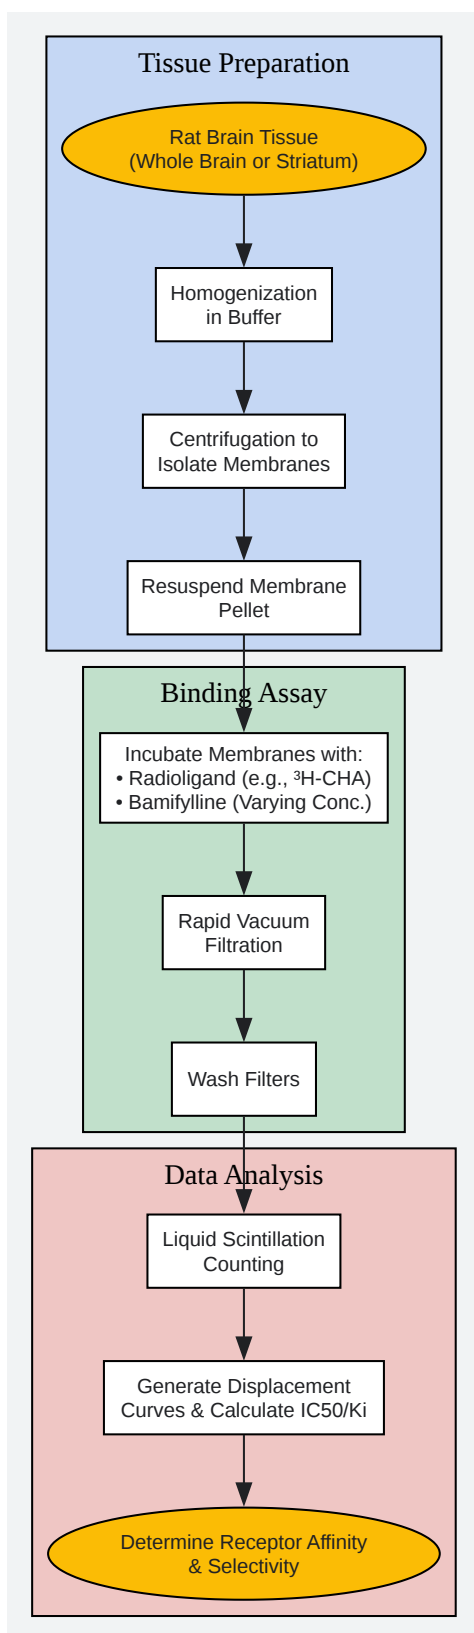 Tissue Preparation
Rat Brain Tissue
(Whole Brain or Striatum)
Homogenization
in Buffer
Centrifugation to
Isolate Membranes
Resuspend Membrane
Pellet
Binding Assay
Incubate Membranes with:
• Radioligand (e.g., ³H-CHA)
• Bamifylline (Varying Conc.)
Rapid Vacuum
Filtration
Wash Filters
Data Analysis
Liquid Scintillation
Counting
Generate Displacement
Curves & Calculate IC50/Ki
Determine Receptor Affinity
& Selectivity